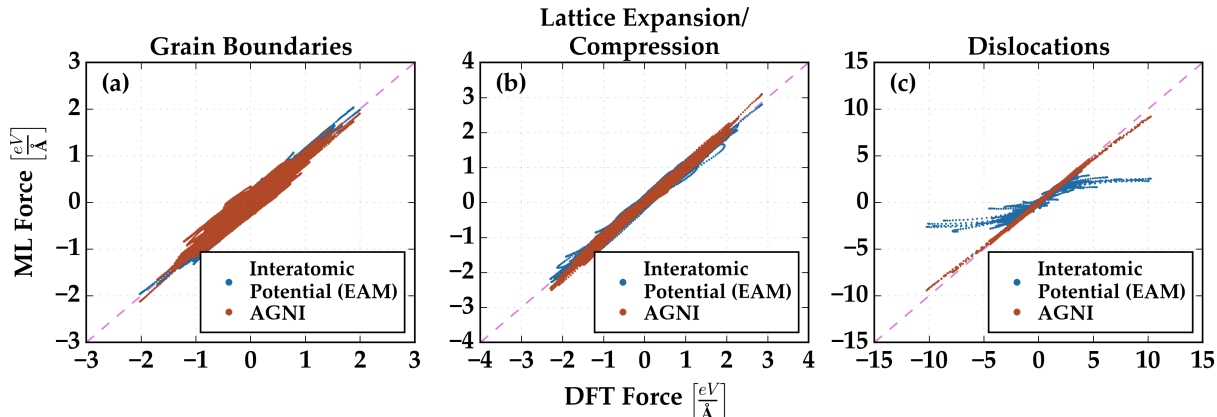 Grain Boundaries
Lattice Expansion/
Compression
Dislocations
ML Force [eV/Å]
(a)
3
2
1
0
−1
−2
−3
−3 −2 −1 0 1 2 3
Interatomic
Potential (EAM)
AGNI
(b)
4
3
2
1
0
−1
−2
−3
−4
−4 −3 −2 −1 0 1 2 3 4
Interatomic
Potential (EAM)
AGNI
(c)
15
10
5
0
−5
−10
−15
−15 −10 −5 0 5 10 15
Interatomic
Potential (EAM)
AGNI
DFT Force [eV/Å]